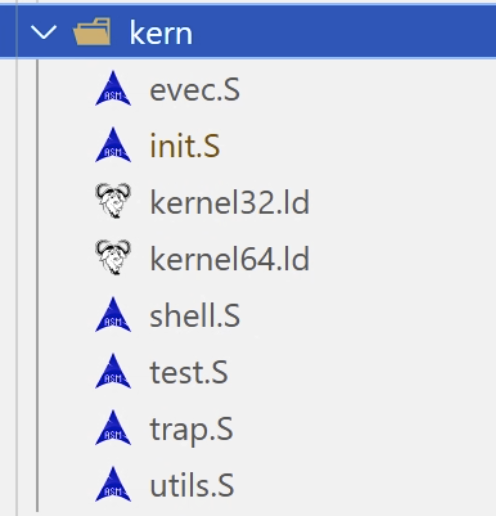 kern
ASM evec.S
ASM init.S
kernel32.ld
kernel64.ld
ASM shell.S
ASM test.S
ASM trap.S
ASM utils.S